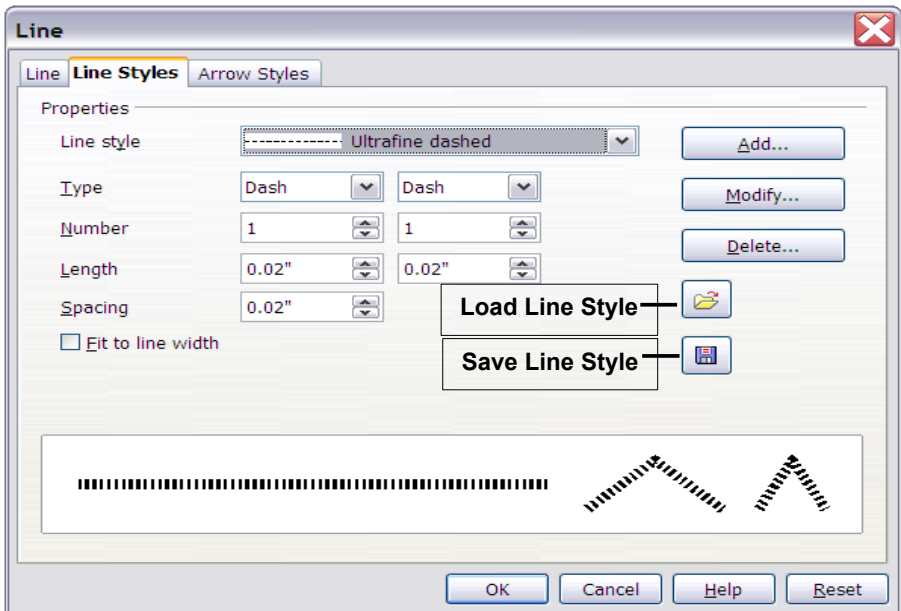 Line
Line Line Styles Arrow Styles
Properties
Line style Ultrafine dashed Add...
Type Dash Dash Modify...
Number 1 1
Delete...
Length 0.02" 0.02"
Spacing 0.02" Load Line Style
Fit to line width
Save Line Style
OK Cancel Help Reset